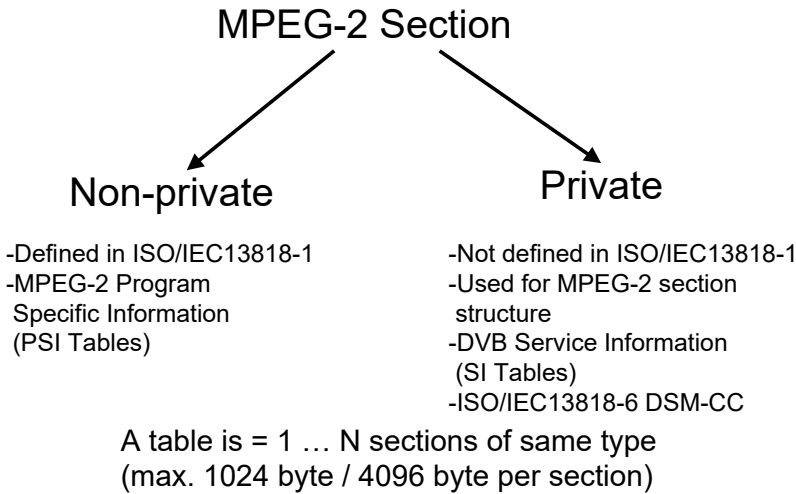 MPEG-2 Section
Non-private
Private
-Defined in ISO/IEC13818-1
-MPEG-2 Program
Specific Information
(PSI Tables)
-Not defined in ISO/IEC13818-1
-Used for MPEG-2 section
structure
-DVB Service Information
(SI Tables)
-ISO/IEC13818-6 DSM-CC
A table is = 1 … N sections of same type
(max. 1024 byte / 4096 byte per section)